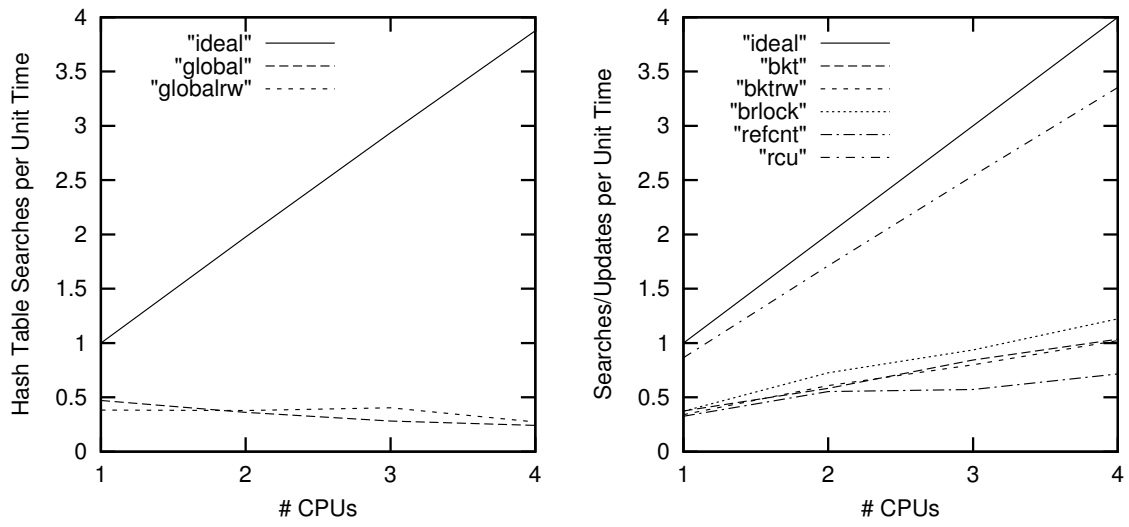 Hash Table Searches per Unit Time
4
3.5
3
2.5
2
1.5
1
0.5
0
1
2
3
4
# CPUs
"ideal"
"global"
"globalrw"
Searches/Updates per Unit Time
4
3.5
3
2.5
2
1.5
1
0.5
0
1
2
3
4
# CPUs
"ideal"
"bkt"
"bktrw"
"brlock"
"refcnt"
"rcu"